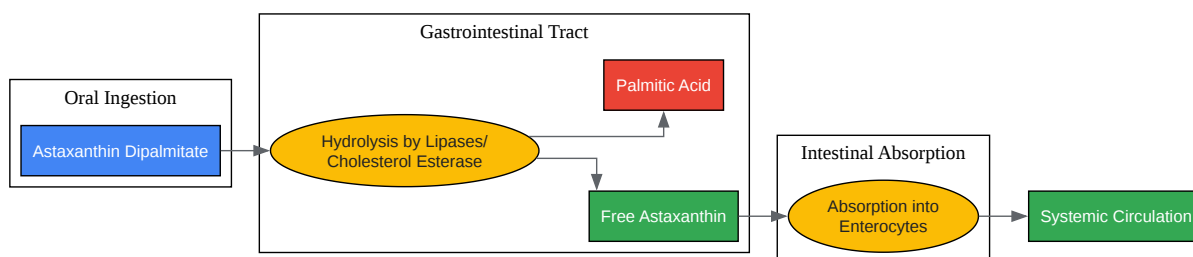 Oral Ingestion
Astaxanthin Dipalmitate
Gastrointestinal Tract
Hydrolysis by Lipases/
Cholesterol Esterase
Palmitic Acid
Free Astaxanthin
Intestinal Absorption
Absorption into
Enterocytes
Systemic Circulation